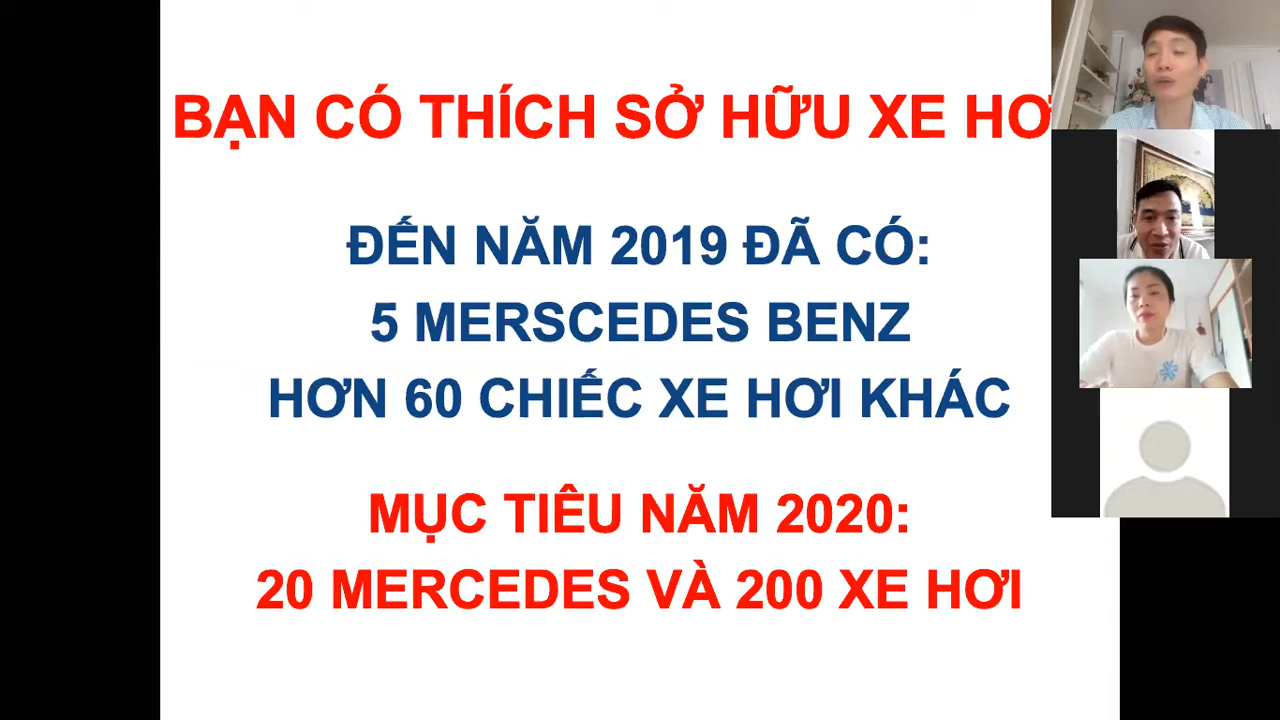 BẠN CÓ THÍCH SỞ HỮU XE HƠ
ĐẾN NĂM 2019 ĐÃ CÓ:
5 MERSCEDES BENZ
HƠN 60 CHIẾC XE HƠI KHÁC
MỤC TIÊU NĂM 2020:
20 MERCEDES VÀ 200 XE HƠI